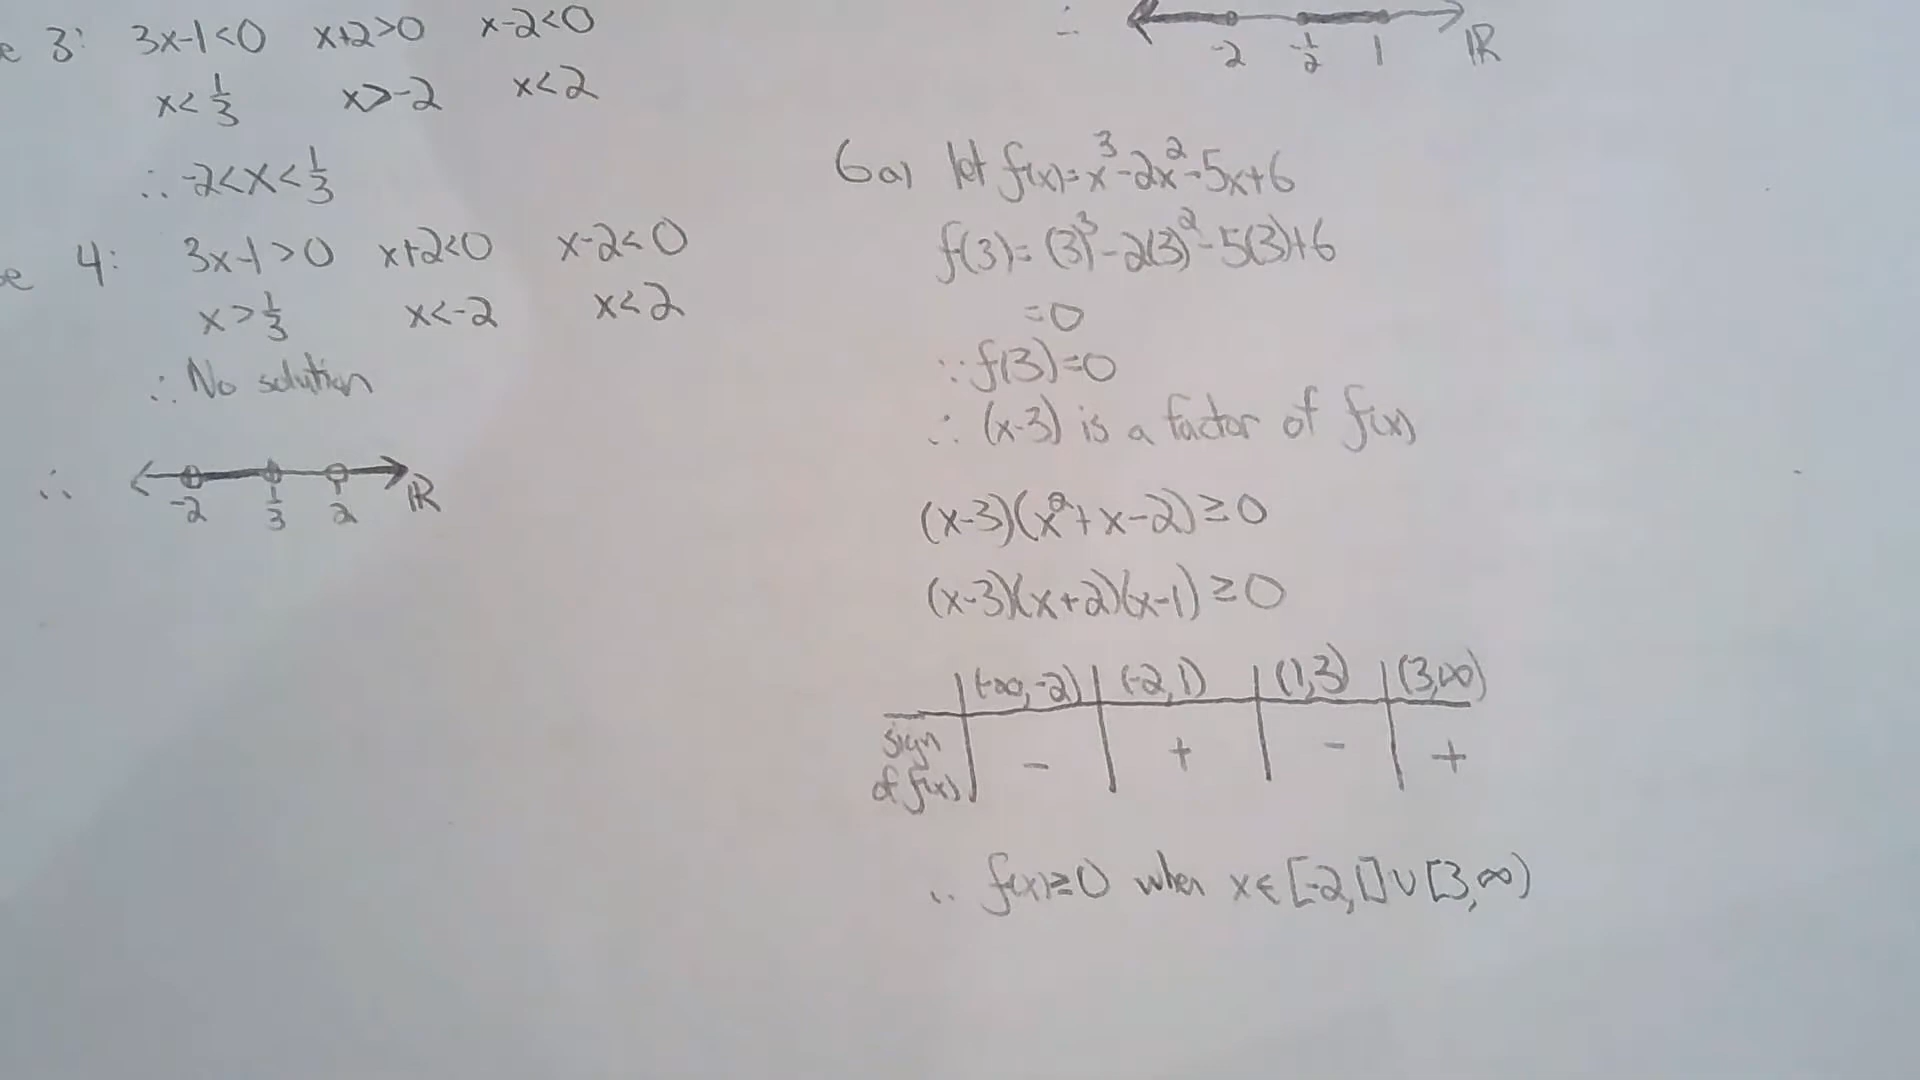 e 3: 3x-1<0 x+2>0 x-2<0
x<1/3 x>-2 x<2
∴ -2<x<1/3
e 4: 3x-1>0 x+2<0 x-2<0
x>1/3 x<-2 x<2
∴ No solution
∴
-2 1/3 2 ℝ
∴
-2 -1/2 1 ℝ
6a) let f(x)=x³-2x²-5x+6
f(3)=(3)³-2(3)²-5(3)+6
=0
∵ f(3)=0
∴ (x-3) is a factor of f(x)
(x-3)(x²+x-2)≥0
(x-3)(x+2)(x-1)≥0
(-∞,-2) (-2,1) (1,3) (3,∞)
sign
of f(x) - + - +
∴ f(x)≥0 when x∈[-2,1]∪[3,∞)